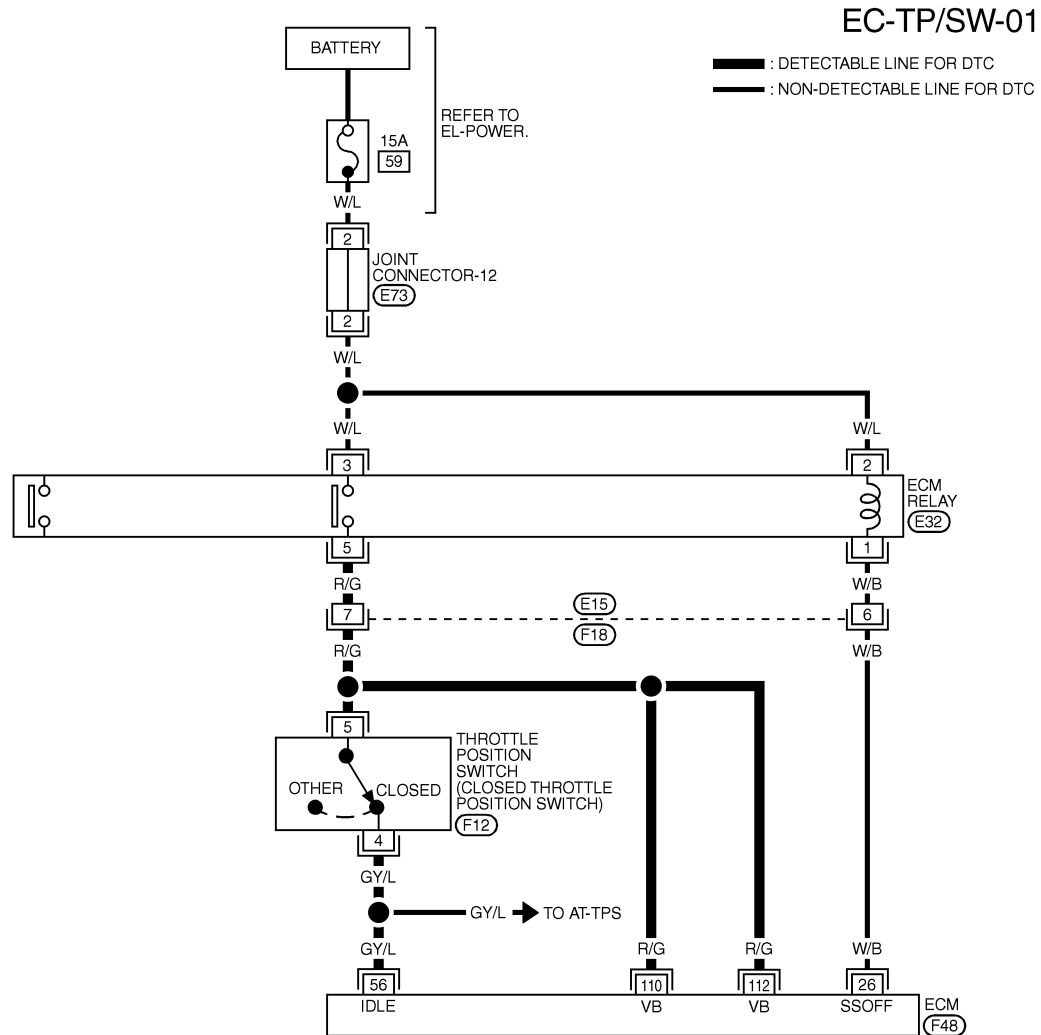 EC-TP/SW-01
BATTERY
: DETECTABLE LINE FOR DTC
: NON-DETECTABLE LINE FOR DTC
REFER TO
EL-POWER.
15A
59
W/L
2
JOINT
CONNECTOR-12
E73
2
W/L
W/L
W/L
3
2
ECM
RELAY
E32
5
1
R/G
W/B
7
E15
F18
6
R/G
W/B
5
THROTTLE
POSITION
SWITCH
(CLOSED THROTTLE
POSITION SWITCH)
F12
OTHER
CLOSED
4
GY/L
GY/L
TO AT-TPS
GY/L
R/G
R/G
W/B
56
110
112
26
IDLE
VB
VB
SSOFF
ECM
F48